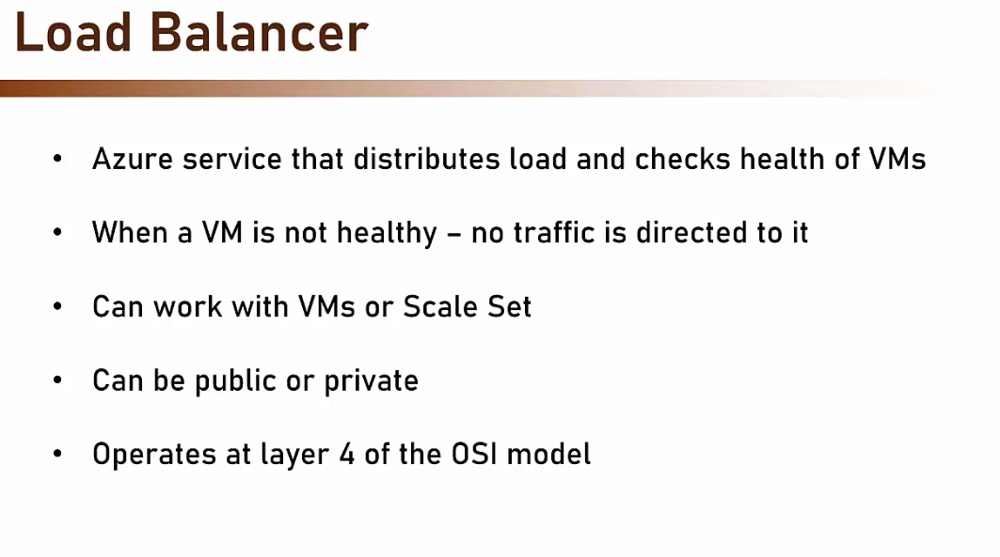 Load Balancer
• Azure service that distributes load and checks health of VMs
• When a VM is not healthy – no traffic is directed to it
• Can work with VMs or Scale Set
• Can be public or private
• Operates at layer 4 of the OSI model